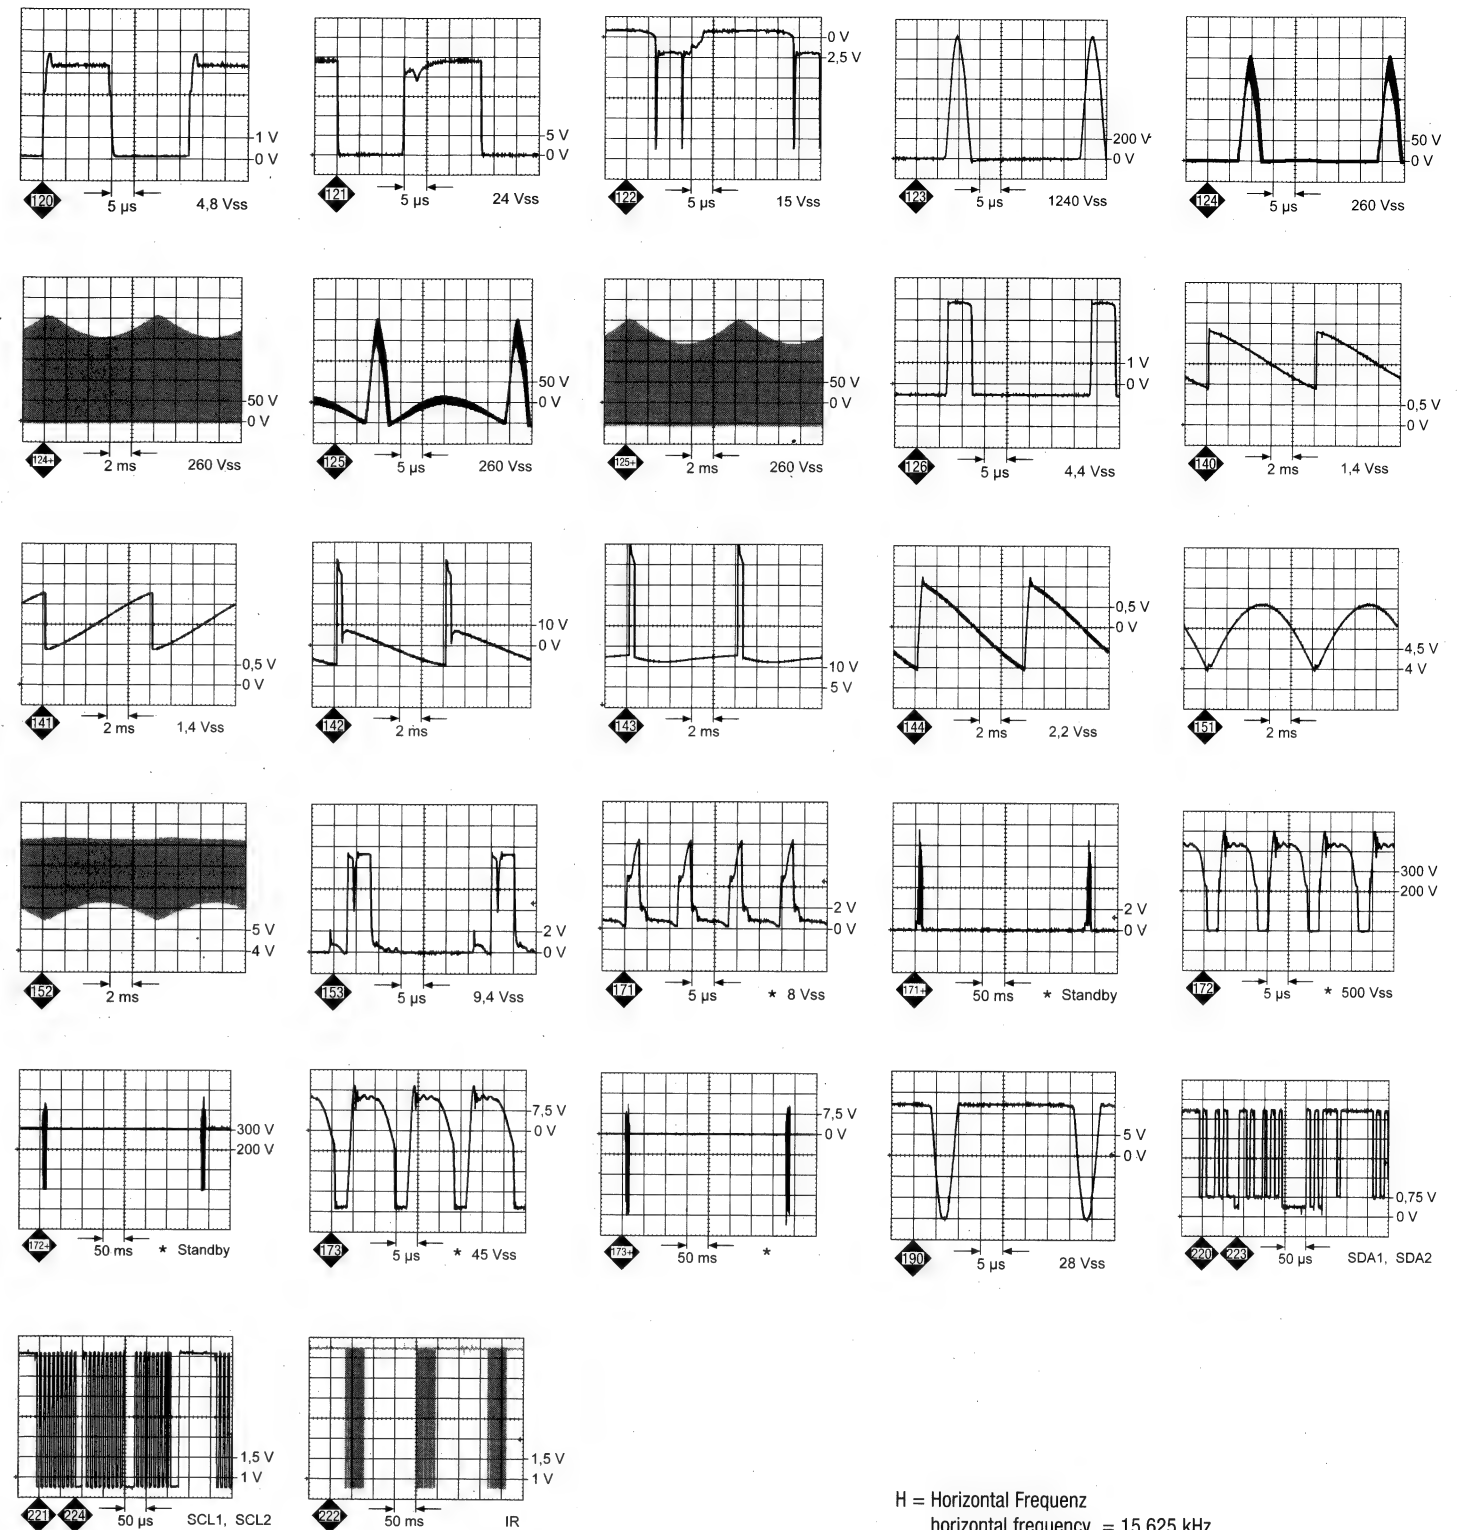 1 V
0 V
120
5 µs
4,8 Vss
5 V
0 V
121
5 µs
24 Vss
0 V
2,5 V
122
5 µs
15 Vss
200 V
0 V
123
5 µs
1240 Vss
50 V
0 V
124
5 µs
260 Vss
50 V
0 V
124+
2 ms
260 Vss
50 V
0 V
125
5 µs
260 Vss
50 V
0 V
125+
2 ms
260 Vss
1 V
0 V
126
5 µs
4,4 Vss
0,5 V
0 V
140
2 ms
1,4 Vss
0,5 V
0 V
141
2 ms
1,4 Vss
10 V
0 V
142
2 ms
10 V
5 V
143
2 ms
0,5 V
0 V
144
2 ms
2,2 Vss
4,5 V
4 V
151
2 ms
5 V
4 V
152
2 ms
2 V
0 V
153
5 µs
9,4 Vss
2 V
0 V
171
5 µs
* 8 Vss
2 V
0 V
171+
50 ms
* Standby
300 V
200 V
172
5 µs
* 500 Vss
300 V
200 V
172+
50 ms
* Standby
7,5 V
0 V
173
5 µs
* 45 Vss
7,5 V
0 V
173+
50 ms
*
5 V
0 V
190
5 µs
28 Vss
0,75 V
0 V
220 223
50 µs
SDA1, SDA2
1,5 V
1 V
221 224
50 µs
SCL1, SCL2
1,5 V
1 V
222
50 ms
IR
H = Horizontal Frequenz
horizontal frequency = 15,625 kHz